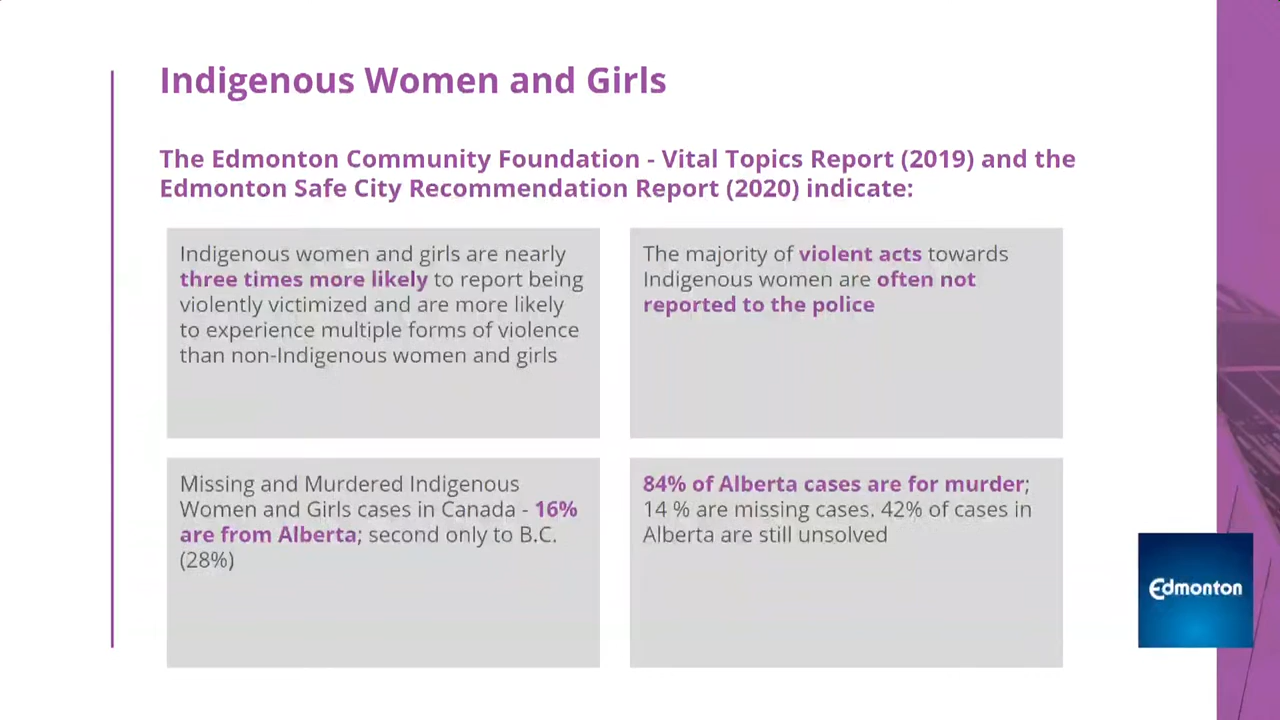 Indigenous Women and Girls
The Edmonton Community Foundation - Vital Topics Report (2019) and the
Edmonton Safe City Recommendation Report (2020) indicate:
Indigenous women and girls are nearly
three times more likely to report being
violently victimized and are more likely
to experience multiple forms of violence
than non-Indigenous women and girls
The majority of violent acts towards
Indigenous women are often not
reported to the police
Missing and Murdered Indigenous
Women and Girls cases in Canada - 16%
are from Alberta; second only to B.C.
(28%)
84% of Alberta cases are for murder;
14 % are missing cases. 42% of cases in
Alberta are still unsolved
Edmonton